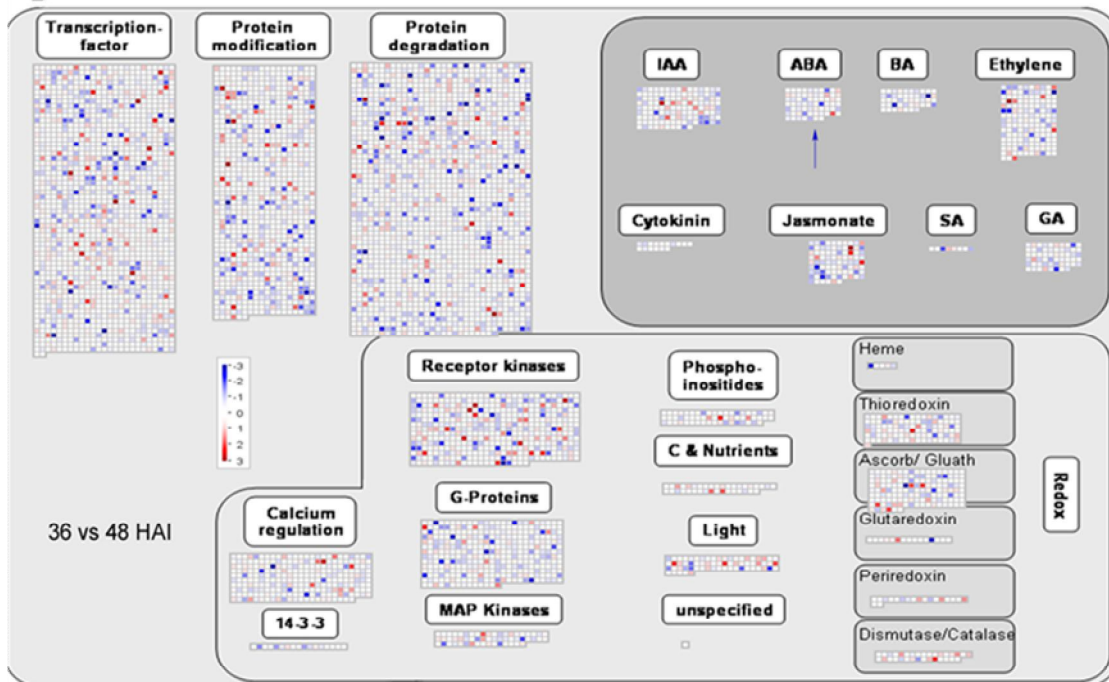 Transcription-
factor
Protein
modification
Protein
degradation
IAA
ABA
BA
Ethylene
Cytokinin
Jasmonate
SA
GA
-3
-2
-1
0
1
2
3
Receptor kinases
Phospho-
inositides
C & Nutrients
G-Proteins
Light
MAP Kinases
unspecified
Calcium
regulation
14-3-3
36 vs 48 HAI
Heme
Thioredoxin
Ascorb/ Gluath
Glutaredoxin
Periredoxin
Dismutase/Catalase
Redox